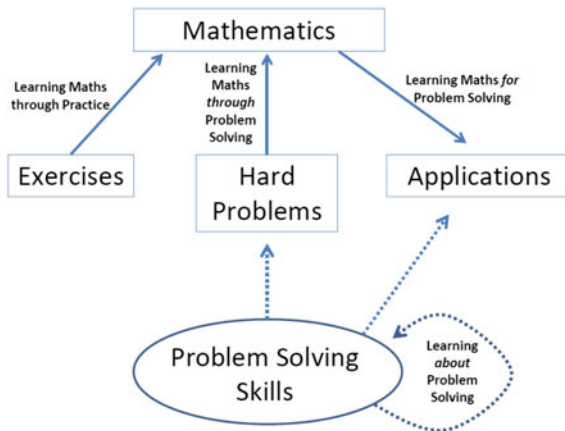 Mathematics
Learning Maths
through Practice
Learning
Maths
through
Problem
Solving
Learning Maths for
Problem Solving
Exercises
Hard
Problems
Applications
Problem Solving
Skills
Learning
about
Problem
Solving